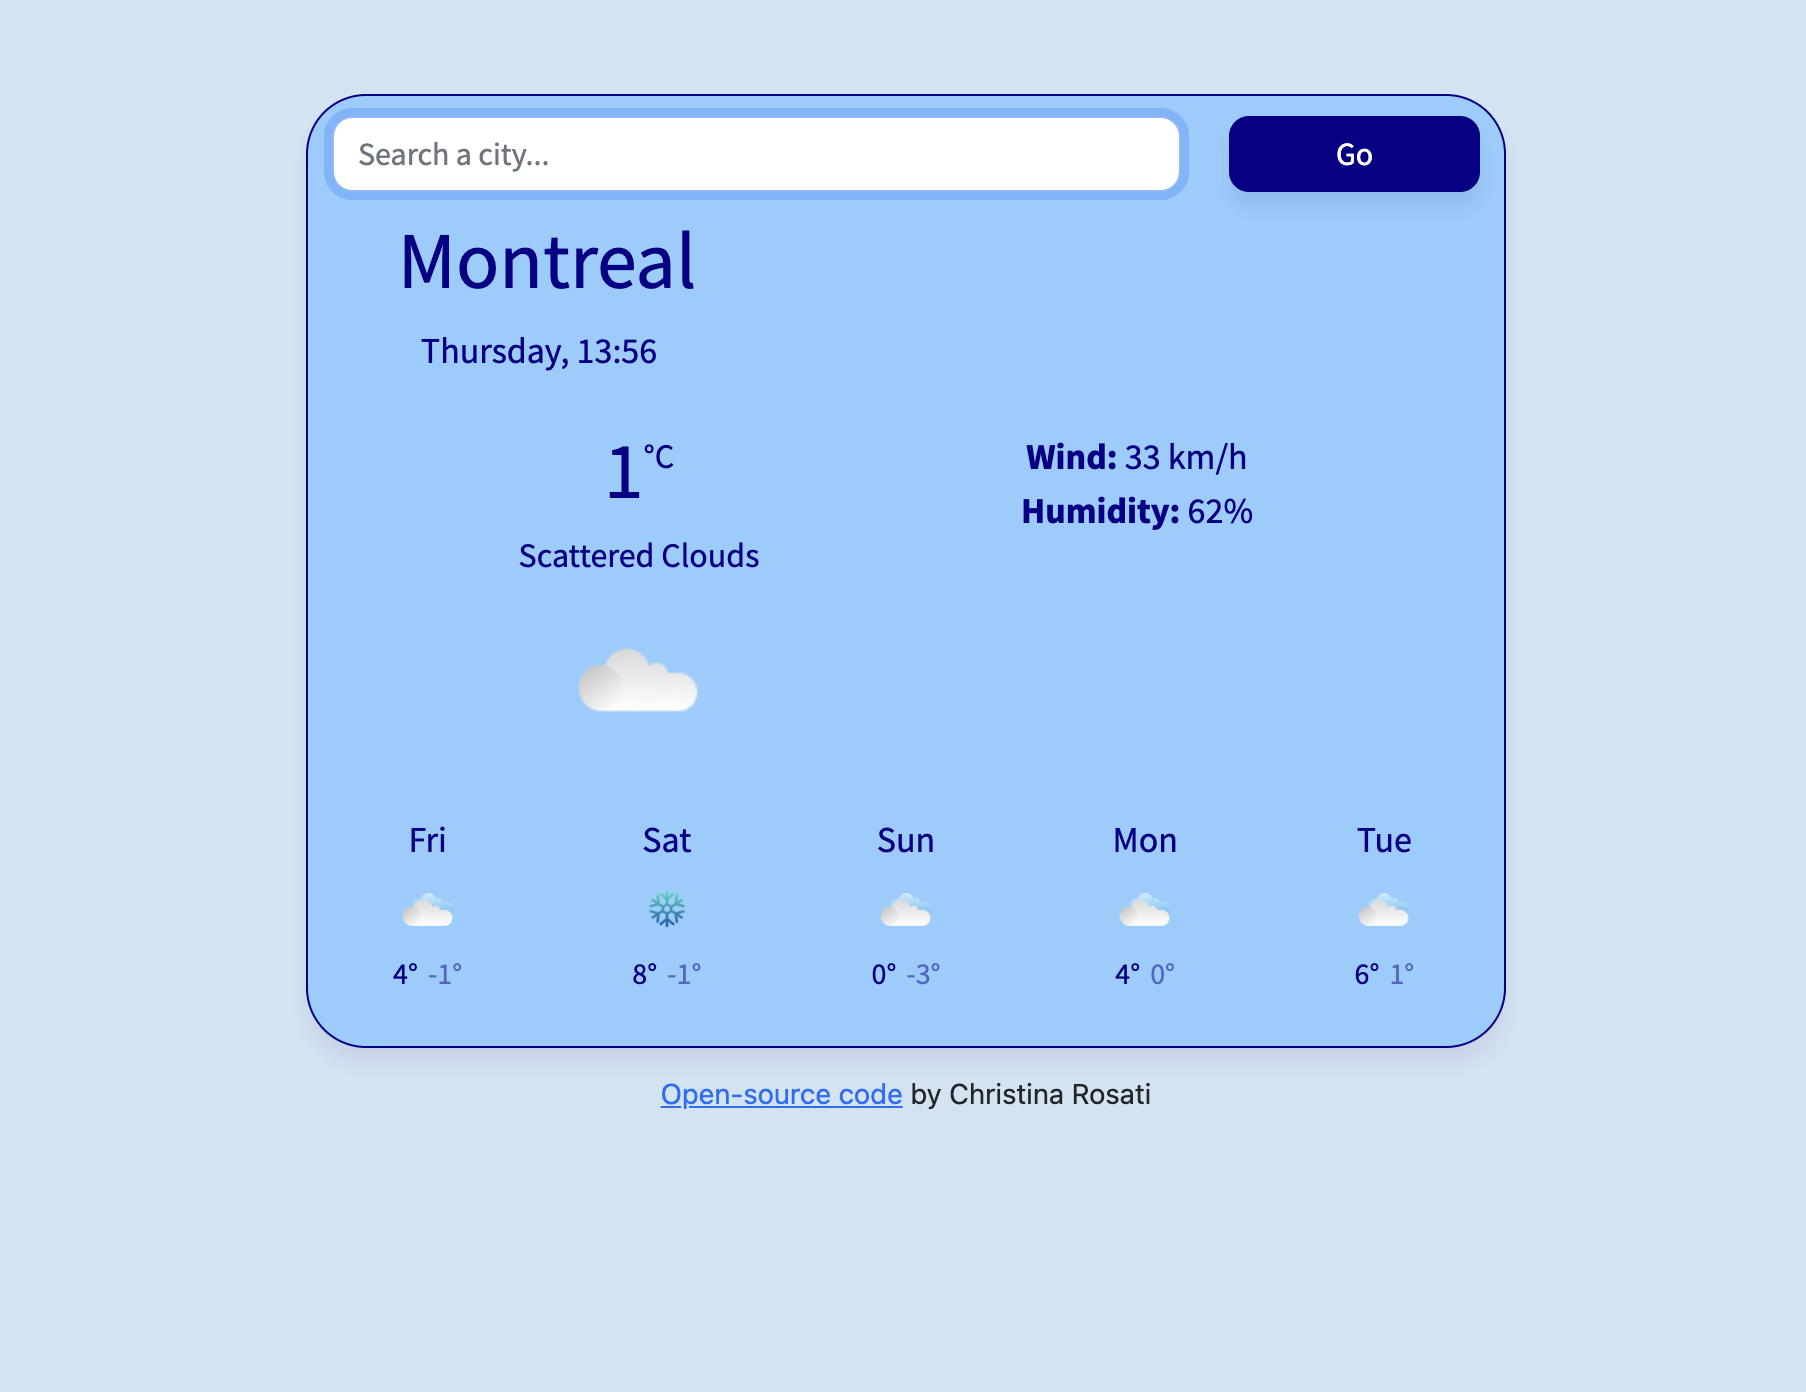 Search a city...
Go
Montreal
Thursday, 13:56
1°C
Scattered Clouds
Wind: 33 km/h
Humidity: 62%
Fri Sat Sun Mon Tue
4° -1° 8° -1° 0° -3° 4° 0° 6° 1°
Open-source code by Christina Rosati